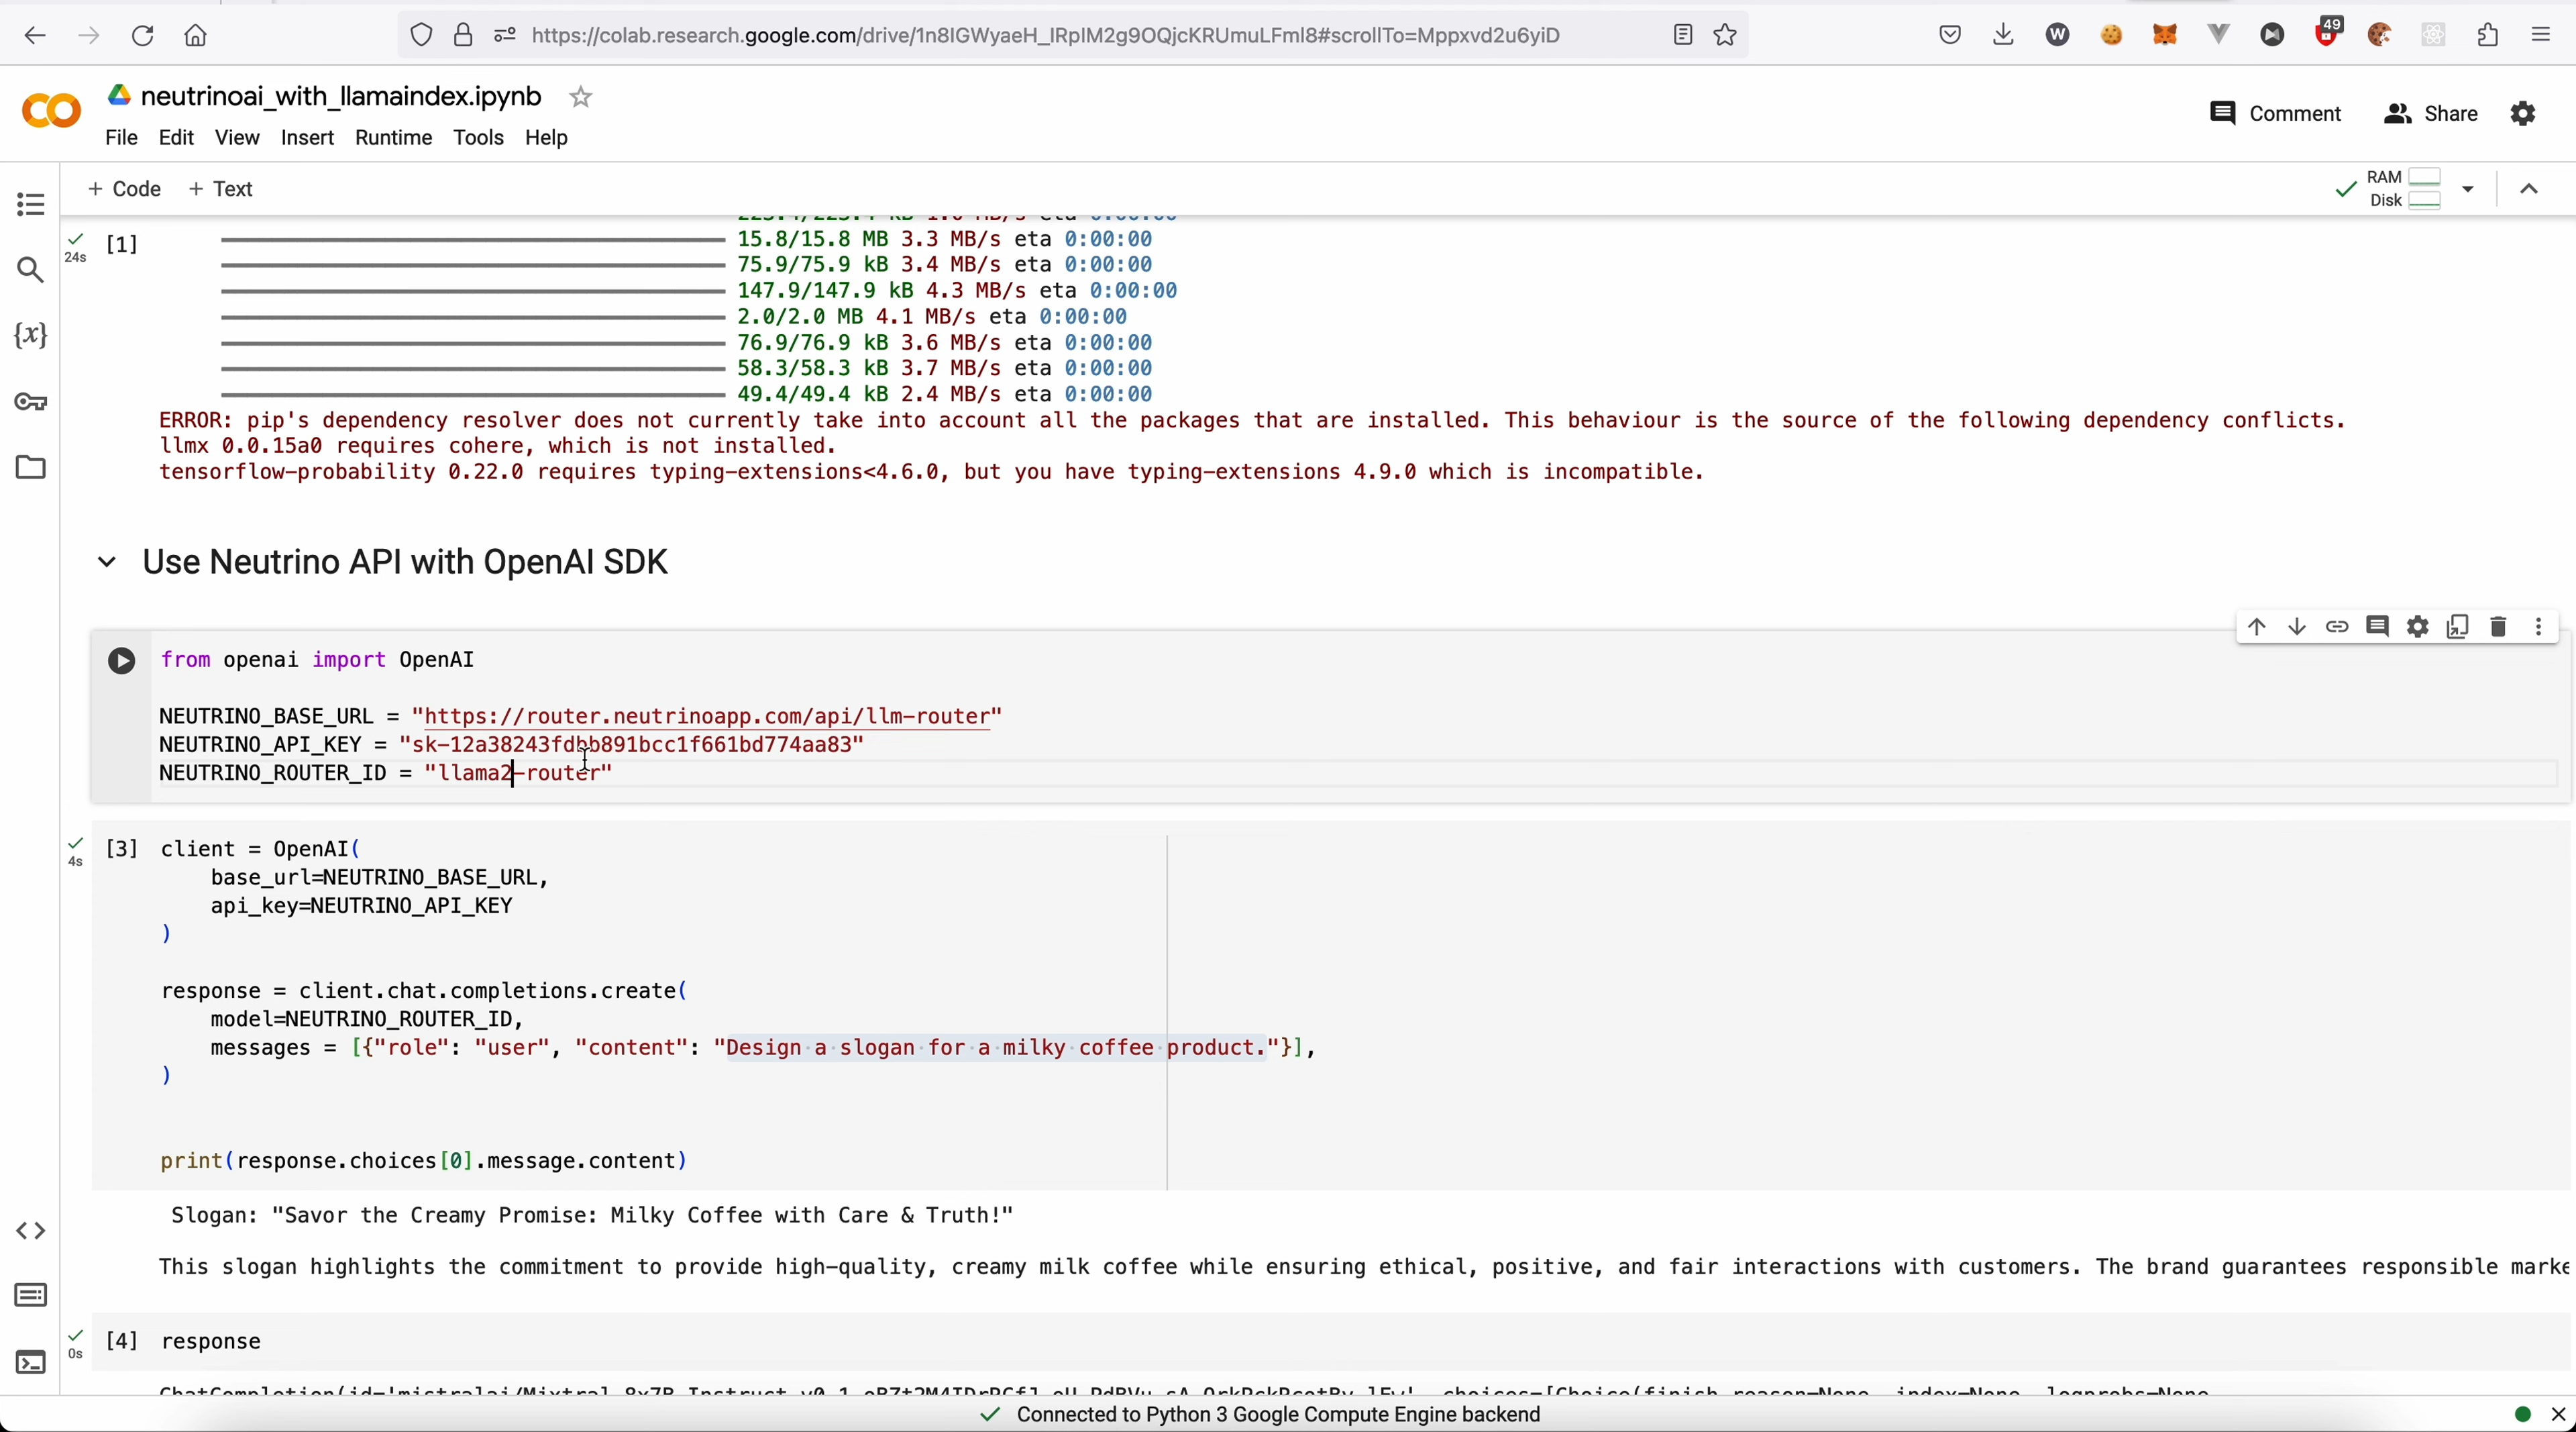 https://colab.research.google.com/drive/1n8IGWyaeH_IRpIM2g9OQjcKRUmuLFmI8#scrollTo=Mppxvd2u6yiD
W
49
neutrinoai_with_llamaindex.ipynb
Comment
Share
File Edit View Insert Runtime Tools Help
+ Code + Text
RAM
Disk
[1]
24s
15.8/15.8 MB 3.3 MB/s eta 0:00:00
75.9/75.9 kB 3.4 MB/s eta 0:00:00
147.9/147.9 kB 4.3 MB/s eta 0:00:00
2.0/2.0 MB 4.1 MB/s eta 0:00:00
76.9/76.9 kB 3.6 MB/s eta 0:00:00
58.3/58.3 kB 3.7 MB/s eta 0:00:00
49.4/49.4 kB 2.4 MB/s eta 0:00:00
ERROR: pip's dependency resolver does not currently take into account all the packages that are installed. This behaviour is the source of the following dependency conflicts.
llmx 0.0.15a0 requires cohere, which is not installed.
tensorflow-probability 0.22.0 requires typing-extensions<4.6.0, but you have typing-extensions 4.9.0 which is incompatible.
Use Neutrino API with OpenAI SDK
from openai import OpenAI
NEUTRINO_BASE_URL = "https://router.neutrinoapp.com/api/llm-router"
NEUTRINO_API_KEY = "sk-12a38243fdbb891bcc1f661bd774aa83"
NEUTRINO_ROUTER_ID = "llama2-router"
[3] client = OpenAI(
4s
base_url=NEUTRINO_BASE_URL,
api_key=NEUTRINO_API_KEY
)
response = client.chat.completions.create(
model=NEUTRINO_ROUTER_ID,
messages = [{"role": "user", "content": "Design a slogan for a milky coffee product."}],
)
print(response.choices[0].message.content)
Slogan: "Savor the Creamy Promise: Milky Coffee with Care & Truth!"
This slogan highlights the commitment to provide high-quality, creamy milk coffee while ensuring ethical, positive, and fair interactions with customers. The brand guarantees responsible marke
[4] response
0s
Connected to Python 3 Google Compute Engine backend